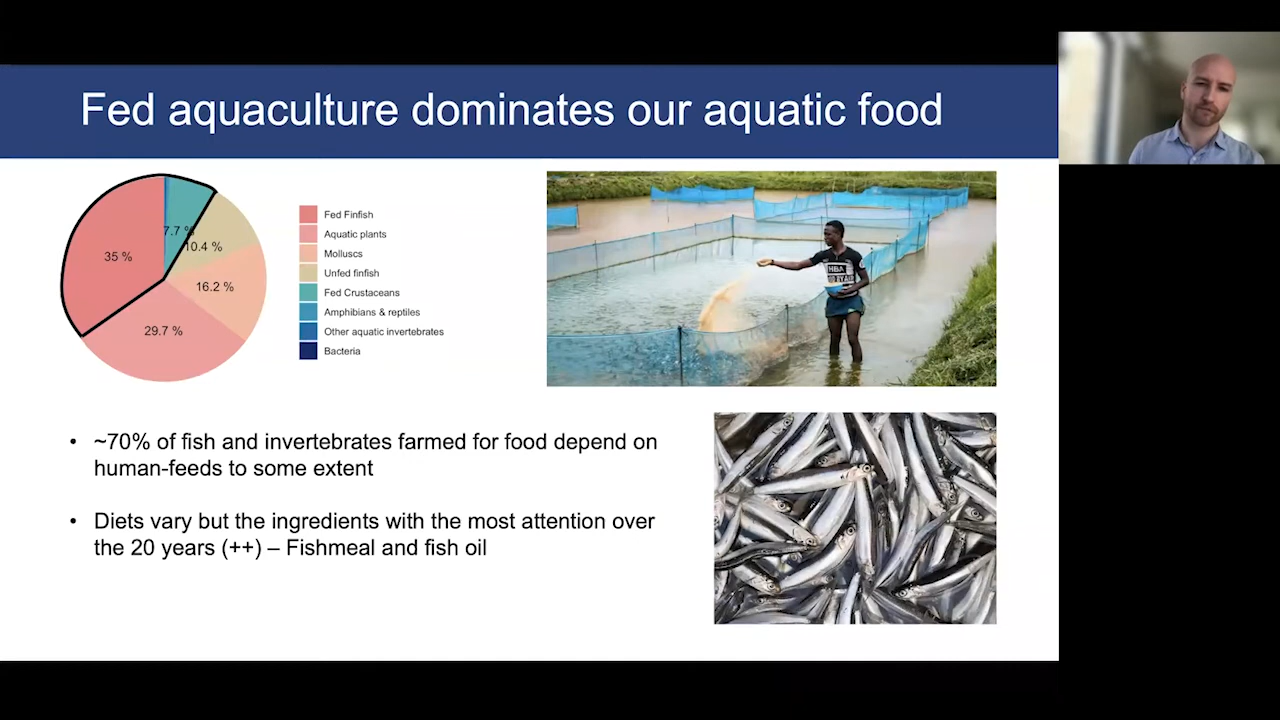 Fed aquaculture dominates our aquatic food
7.7 %
10.4 %
35 %
16.2 %
29.7 %
Fed Finfish
Aquatic plants
Molluscs
Unfed finfish
Fed Crustaceans
Amphibians & reptiles
Other aquatic invertebrates
Bacteria
HBA
• ~70% of fish and invertebrates farmed for food depend on
human-feeds to some extent
• Diets vary but the ingredients with the most attention over
the 20 years (++) – Fishmeal and fish oil